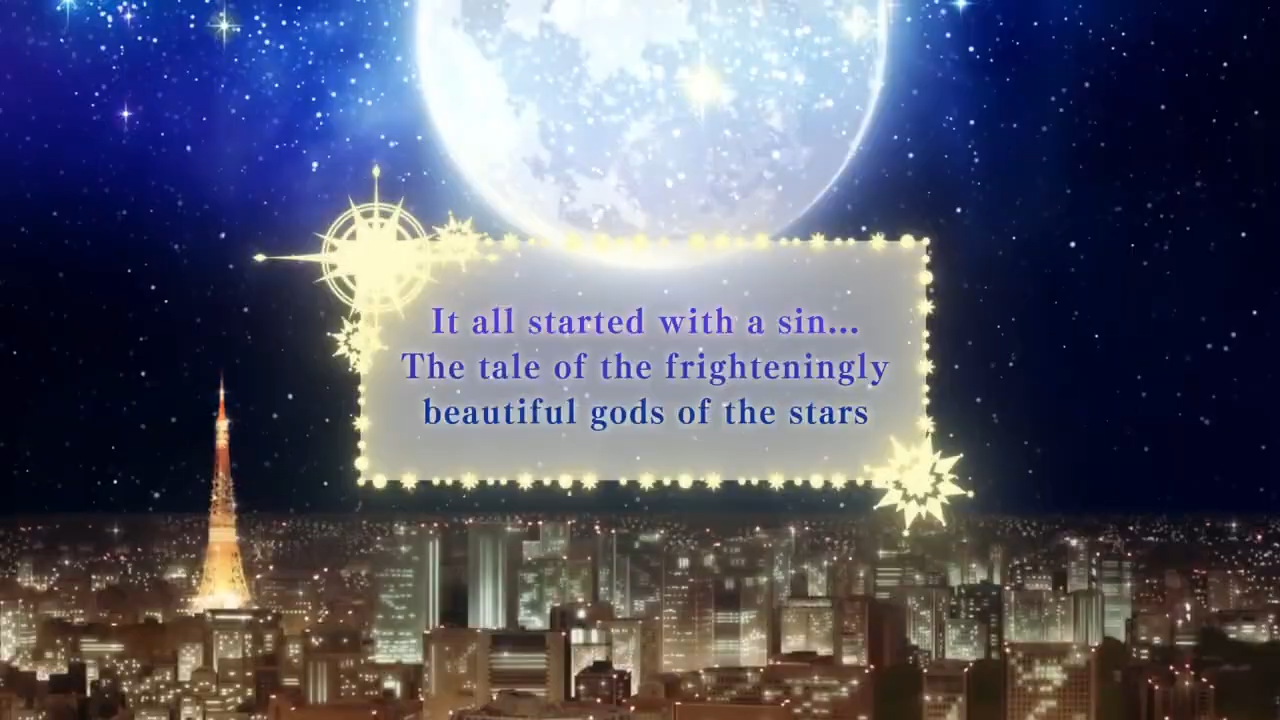 It all started with a sin...
The tale of the frighteningly
beautiful gods of the stars